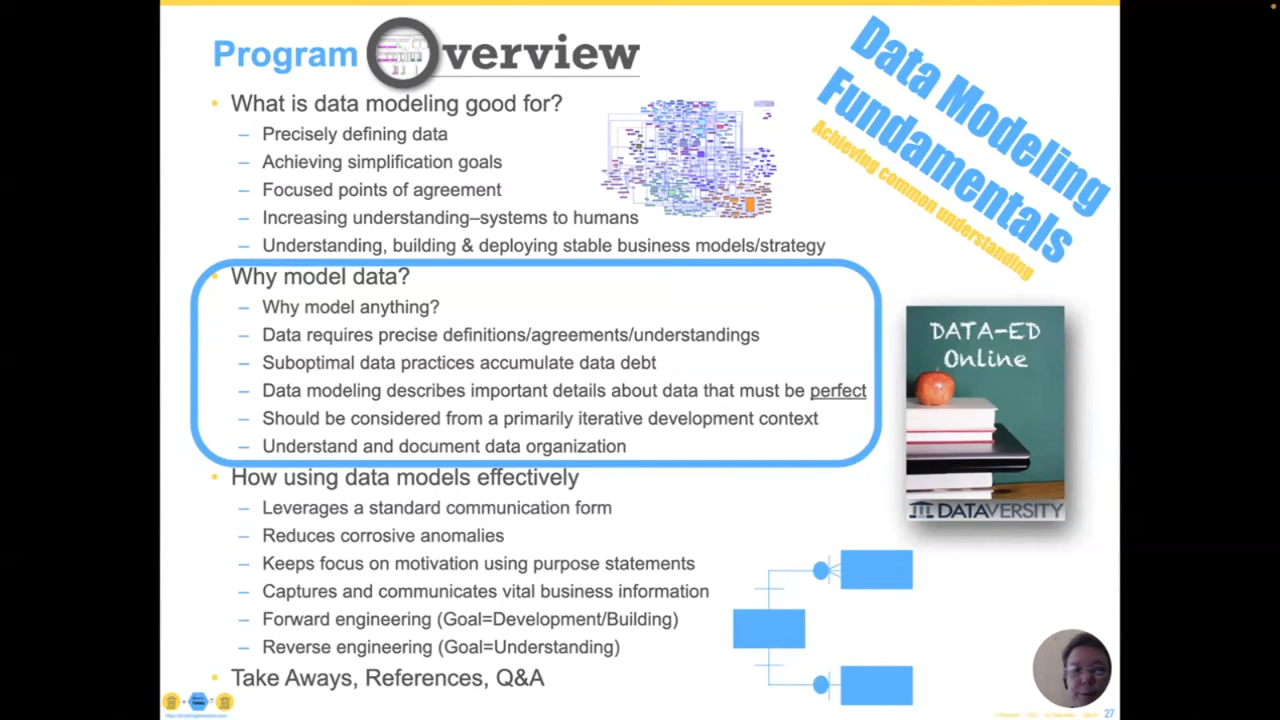 Program Overview
Data Modeling
Fundamentals
Achieving common understanding
• What is data modeling good for?
– Precisely defining data
– Achieving simplification goals
– Focused points of agreement
– Increasing understanding–systems to humans
– Understanding, building & deploying stable business models/strategy
• Why model data?
– Why model anything?
– Data requires precise definitions/agreements/understandings
– Suboptimal data practices accumulate data debt
– Data modeling describes important details about data that must be perfect
– Should be considered from a primarily iterative development context
– Understand and document data organization
• How using data models effectively
– Leverages a standard communication form
– Reduces corrosive anomalies
– Keeps focus on motivation using purpose statements
– Captures and communicates vital business information
– Forward engineering (Goal=Development/Building)
– Reverse engineering (Goal=Understanding)
• Take Aways, References, Q&A
DATA-ED
Online
DATAVERSITY
27